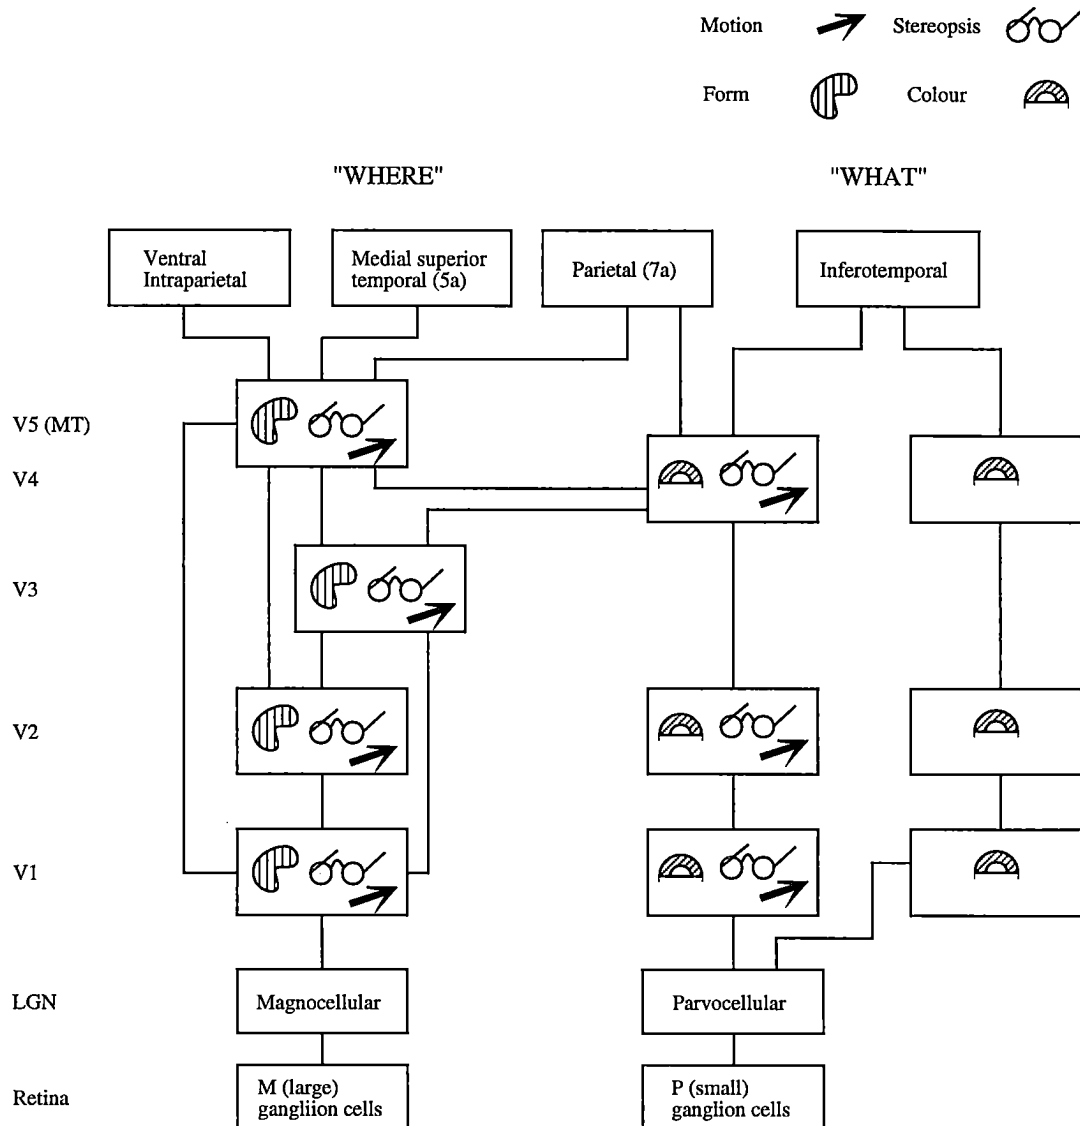 Motion Stereopsis
Form Colour
"WHERE" "WHAT"
Ventral
Intraparietal
Medial superior
temporal (5a)
Parietal (7a)
Inferotemporal
V5 (MT)
V4
V3
V2
V1
LGN
Magnocellular
Parvocellular
Retina
M (large)
gangliion cells
P (small)
ganglion cells